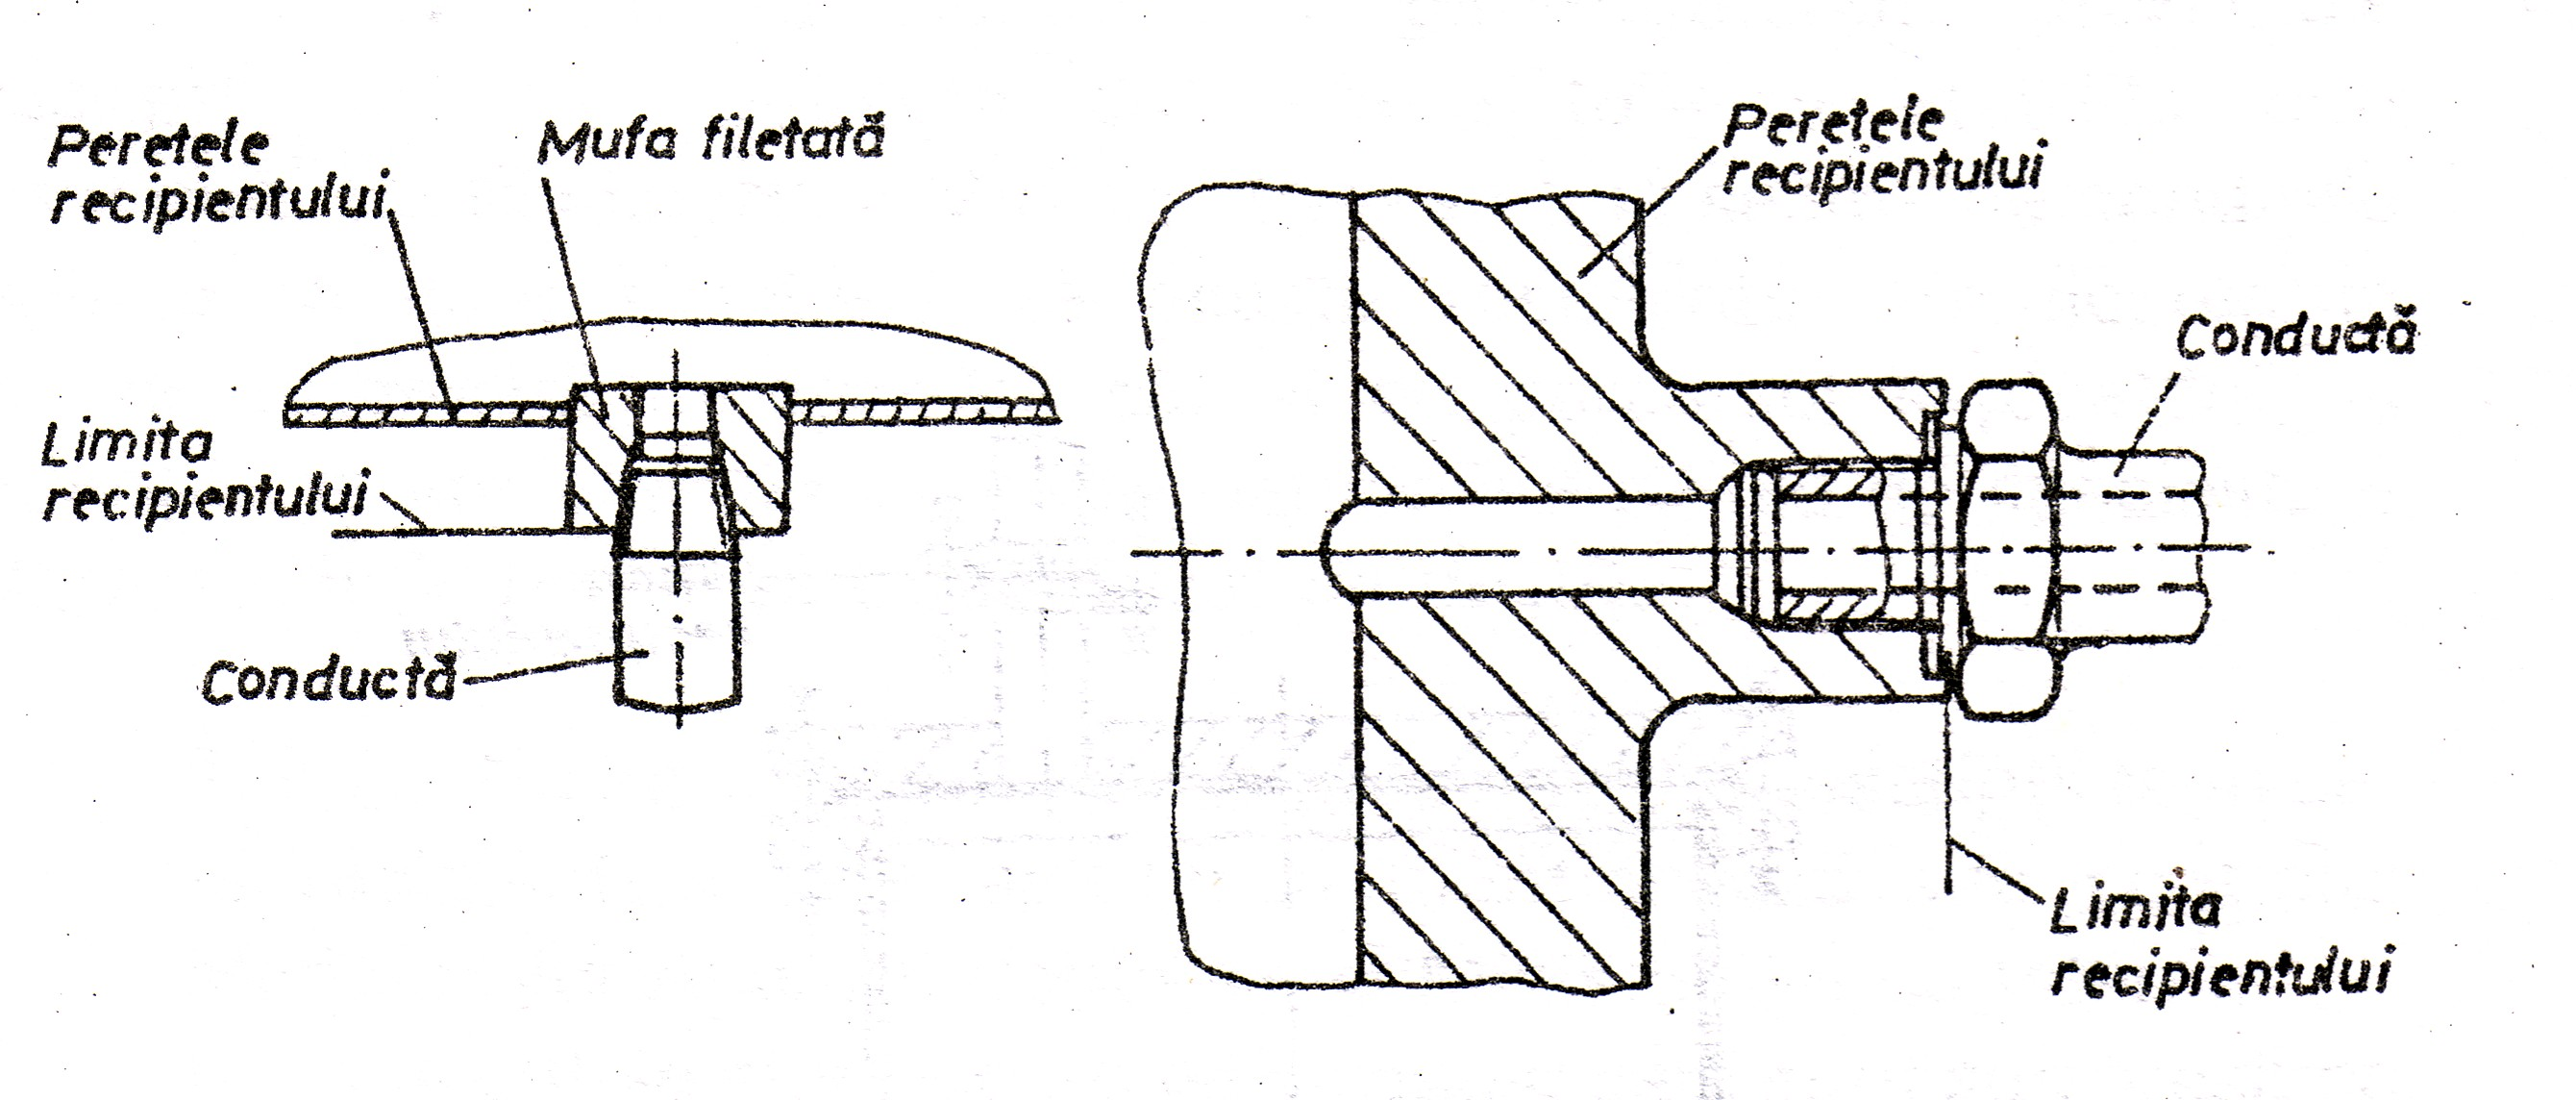 Peretele
recipientului
Mufa filetată
Limita
recipientului
Conductă
Peretele
recipientului
Conductă
Limita
recipientului